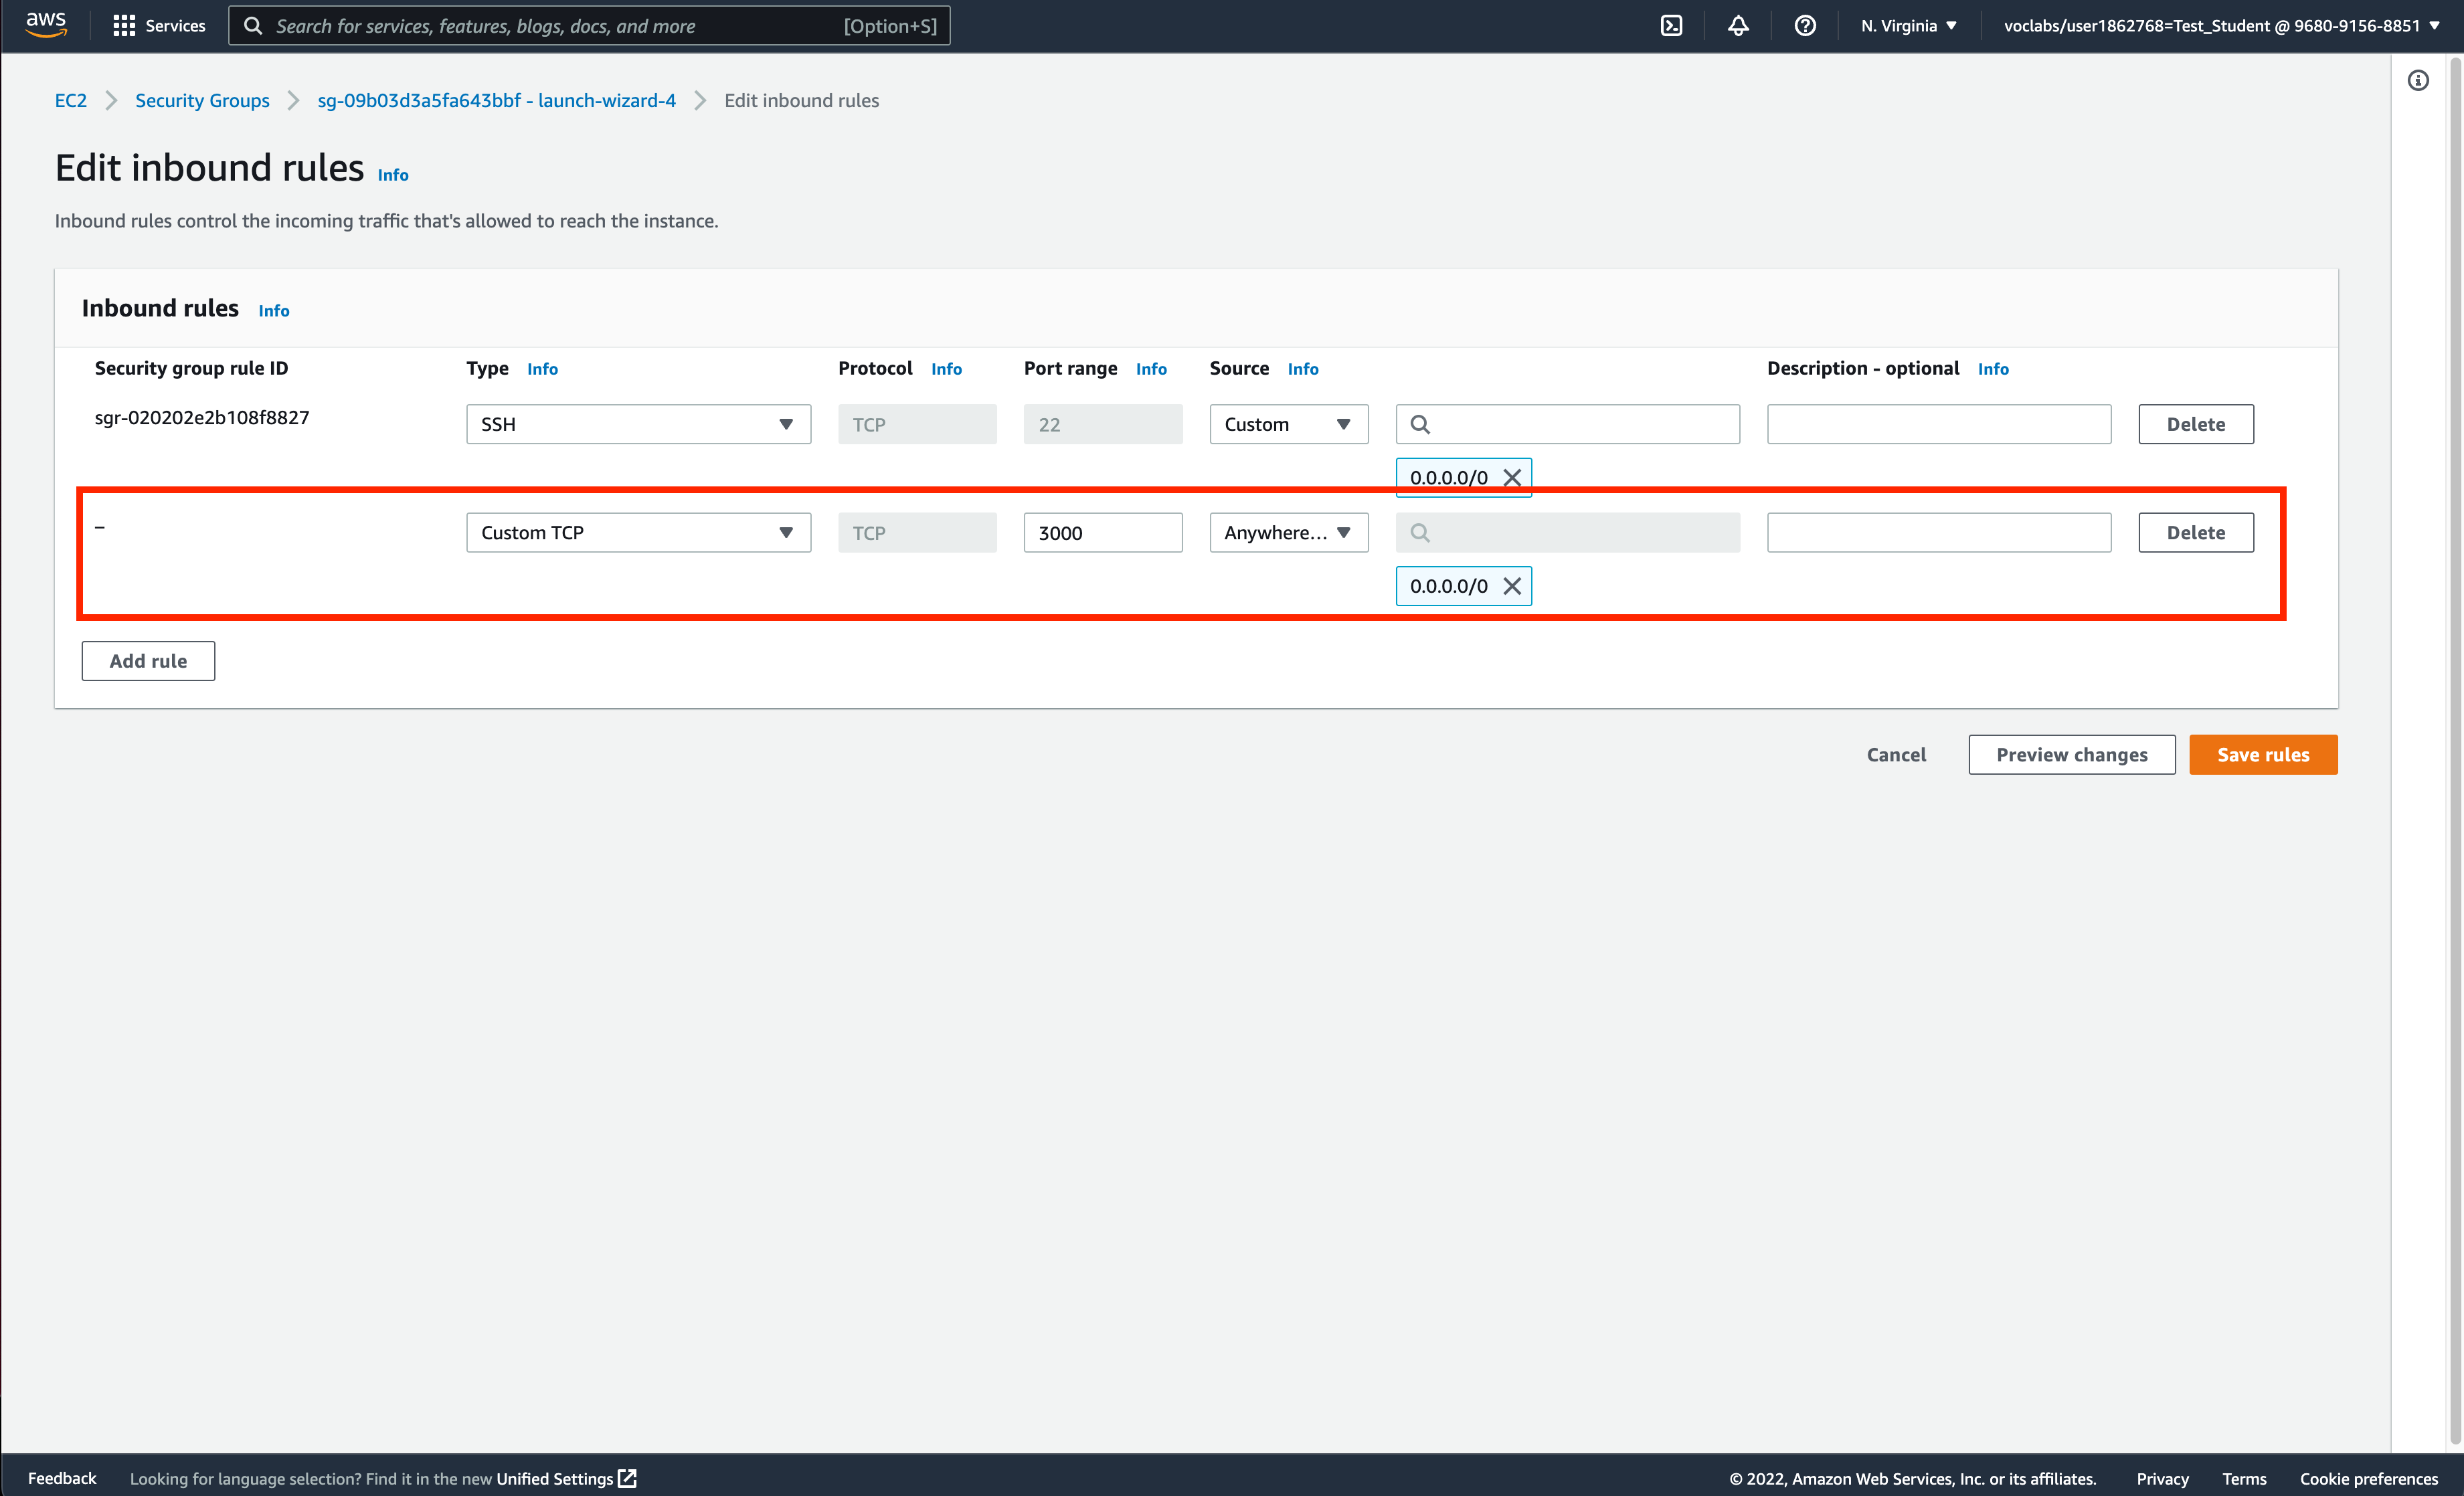 aws Services Search for services, features, blogs, docs, and more [Option+S] N. Virginia voclabs/user1862768=Test_Student @ 9680-9156-8851
EC2 Security Groups sg-09b03d3a5fa643bbf - launch-wizard-4 Edit inbound rules
Edit inbound rules Info
Inbound rules control the incoming traffic that's allowed to reach the instance.
Inbound rules Info
Security group rule ID Type Info Protocol Info Port range Info Source Info Description - optional Info
sgr-020202e2b108f8827 SSH TCP 22 Custom Delete
0.0.0.0/0
– Custom TCP TCP 3000 Anywhere... Delete
0.0.0.0/0
Add rule
Cancel Preview changes Save rules
Feedback Looking for language selection? Find it in the new Unified Settings © 2022, Amazon Web Services, Inc. or its affiliates. Privacy Terms Cookie preferences